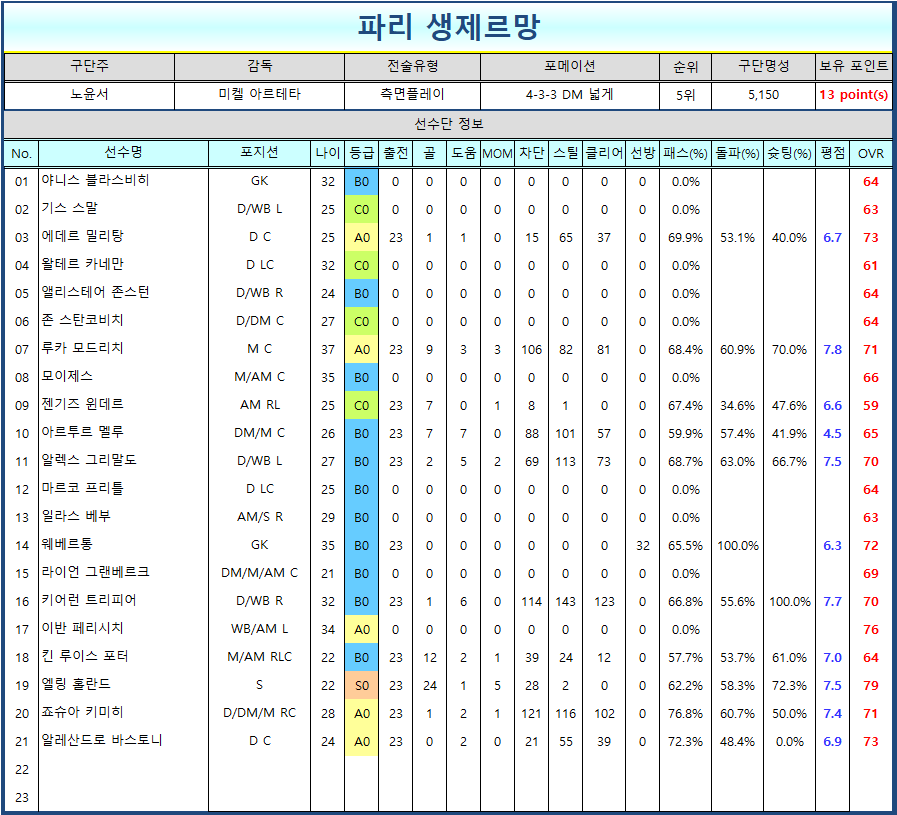 파리 생제르망
구단주 감독 전술유형 포메이션 순위 구단명성 보유 포인트
노윤서 미켈 아르테타 측면플레이 4-3-3 DM 넓게 5위 5,150 13 point(s)
선수단 정보
No. 선수명 포지션 나이 등급 출전 골 도움 MOM 차단 스틸 클리어 선방 패스(%) 돌파(%) 슛팅(%) 평점 OVR
01 야니스 블라스비히 GK 32 B0 0 0 0 0 0 0 0 0 0.0% 64
02 기스 스말 D/WB L 25 C0 0 0 0 0 0 0 0 0 0.0% 63
03 에데르 밀리탕 D C 25 A0 23 1 1 0 15 65 37 0 69.9% 53.1% 40.0% 6.7 73
04 왈테르 카네만 D LC 32 C0 0 0 0 0 0 0 0 0 0.0% 61
05 앨리스테어 존스턴 D/WB R 24 B0 0 0 0 0 0 0 0 0 0.0% 64
06 존 스탄코비치 D/DM C 27 C0 0 0 0 0 0 0 0 0 0.0% 64
07 루카 모드리치 M C 37 A0 23 9 3 3 106 82 81 0 68.4% 60.9% 70.0% 7.8 71
08 모이제스 M/AM C 35 B0 0 0 0 0 0 0 0 0 0.0% 66
09 젠기즈 윈데르 AM RL 25 C0 23 7 0 1 8 1 0 0 67.4% 34.6% 47.6% 6.6 59
10 아르투르 멜루 DM/M C 26 B0 23 7 7 0 88 101 57 0 59.9% 57.4% 41.9% 4.5 65
11 알렉스 그리말도 D/WB L 27 B0 23 2 5 2 69 113 73 0 68.7% 63.0% 66.7% 7.5 70
12 마르코 프리틀 D LC 25 B0 0 0 0 0 0 0 0 0 0.0% 64
13 일라스 베부 AM/S R 29 B0 0 0 0 0 0 0 0 0 0.0% 63
14 웨베르통 GK 35 B0 23 0 0 0 0 0 0 32 65.5% 100.0% 6.3 72
15 라이언 그랜베르크 DM/M/AM C 21 B0 0 0 0 0 0 0 0 0 0.0% 69
16 키어런 트리피어 D/WB R 32 B0 23 1 6 0 114 143 123 0 66.8% 55.6% 100.0% 7.7 70
17 이반 페리시치 WB/AM L 34 A0 0 0 0 0 0 0 0 0 0.0% 76
18 킨 루이스 포터 M/AM RLC 22 B0 23 12 2 1 39 24 12 0 57.7% 53.7% 61.0% 7.0 64
19 엘링 홀란드 S 22 S0 23 24 1 5 28 2 0 0 62.2% 58.3% 72.3% 7.5 79
20 죠슈아 키미히 D/DM/M RC 28 A0 23 1 2 1 121 116 102 0 76.8% 60.7% 50.0% 7.4 71
21 알레산드로 바스토니 D C 24 A0 23 0 2 0 21 55 39 0 72.3% 48.4% 0.0% 6.9 73
22
23